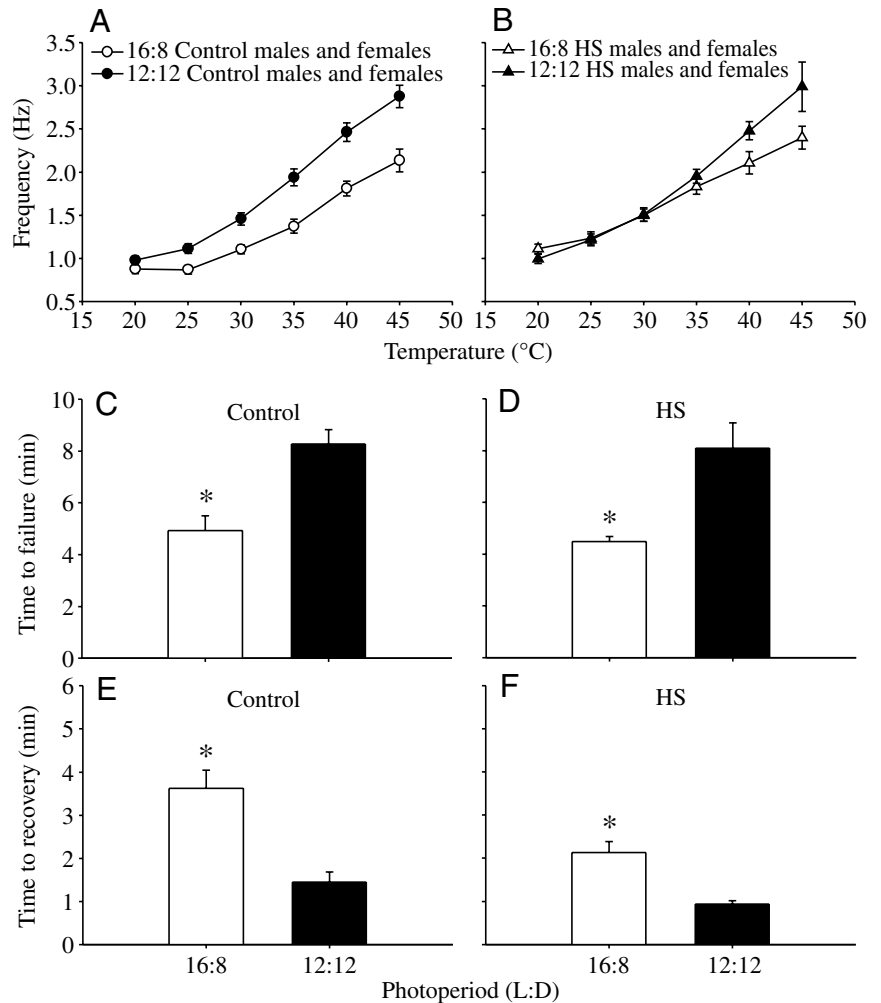 A
16:8 Control males and females
12:12 Control males and females
B
16:8 HS males and females
12:12 HS males and females
Frequency (Hz)
3.5
3.0
2.5
2.0
1.5
1.0
0.5
15 20 25 30 35 40 45 50
15 20 25 30 35 40 45 50
Temperature (°C)
C
Control
D
HS
Time to failure (min)
10
8
6
4
2
0
*
*
E
Control
F
HS
Time to recovery (min)
6
5
4
3
2
1
0
*
*
16:8 12:12
16:8 12:12
Photoperiod (L:D)